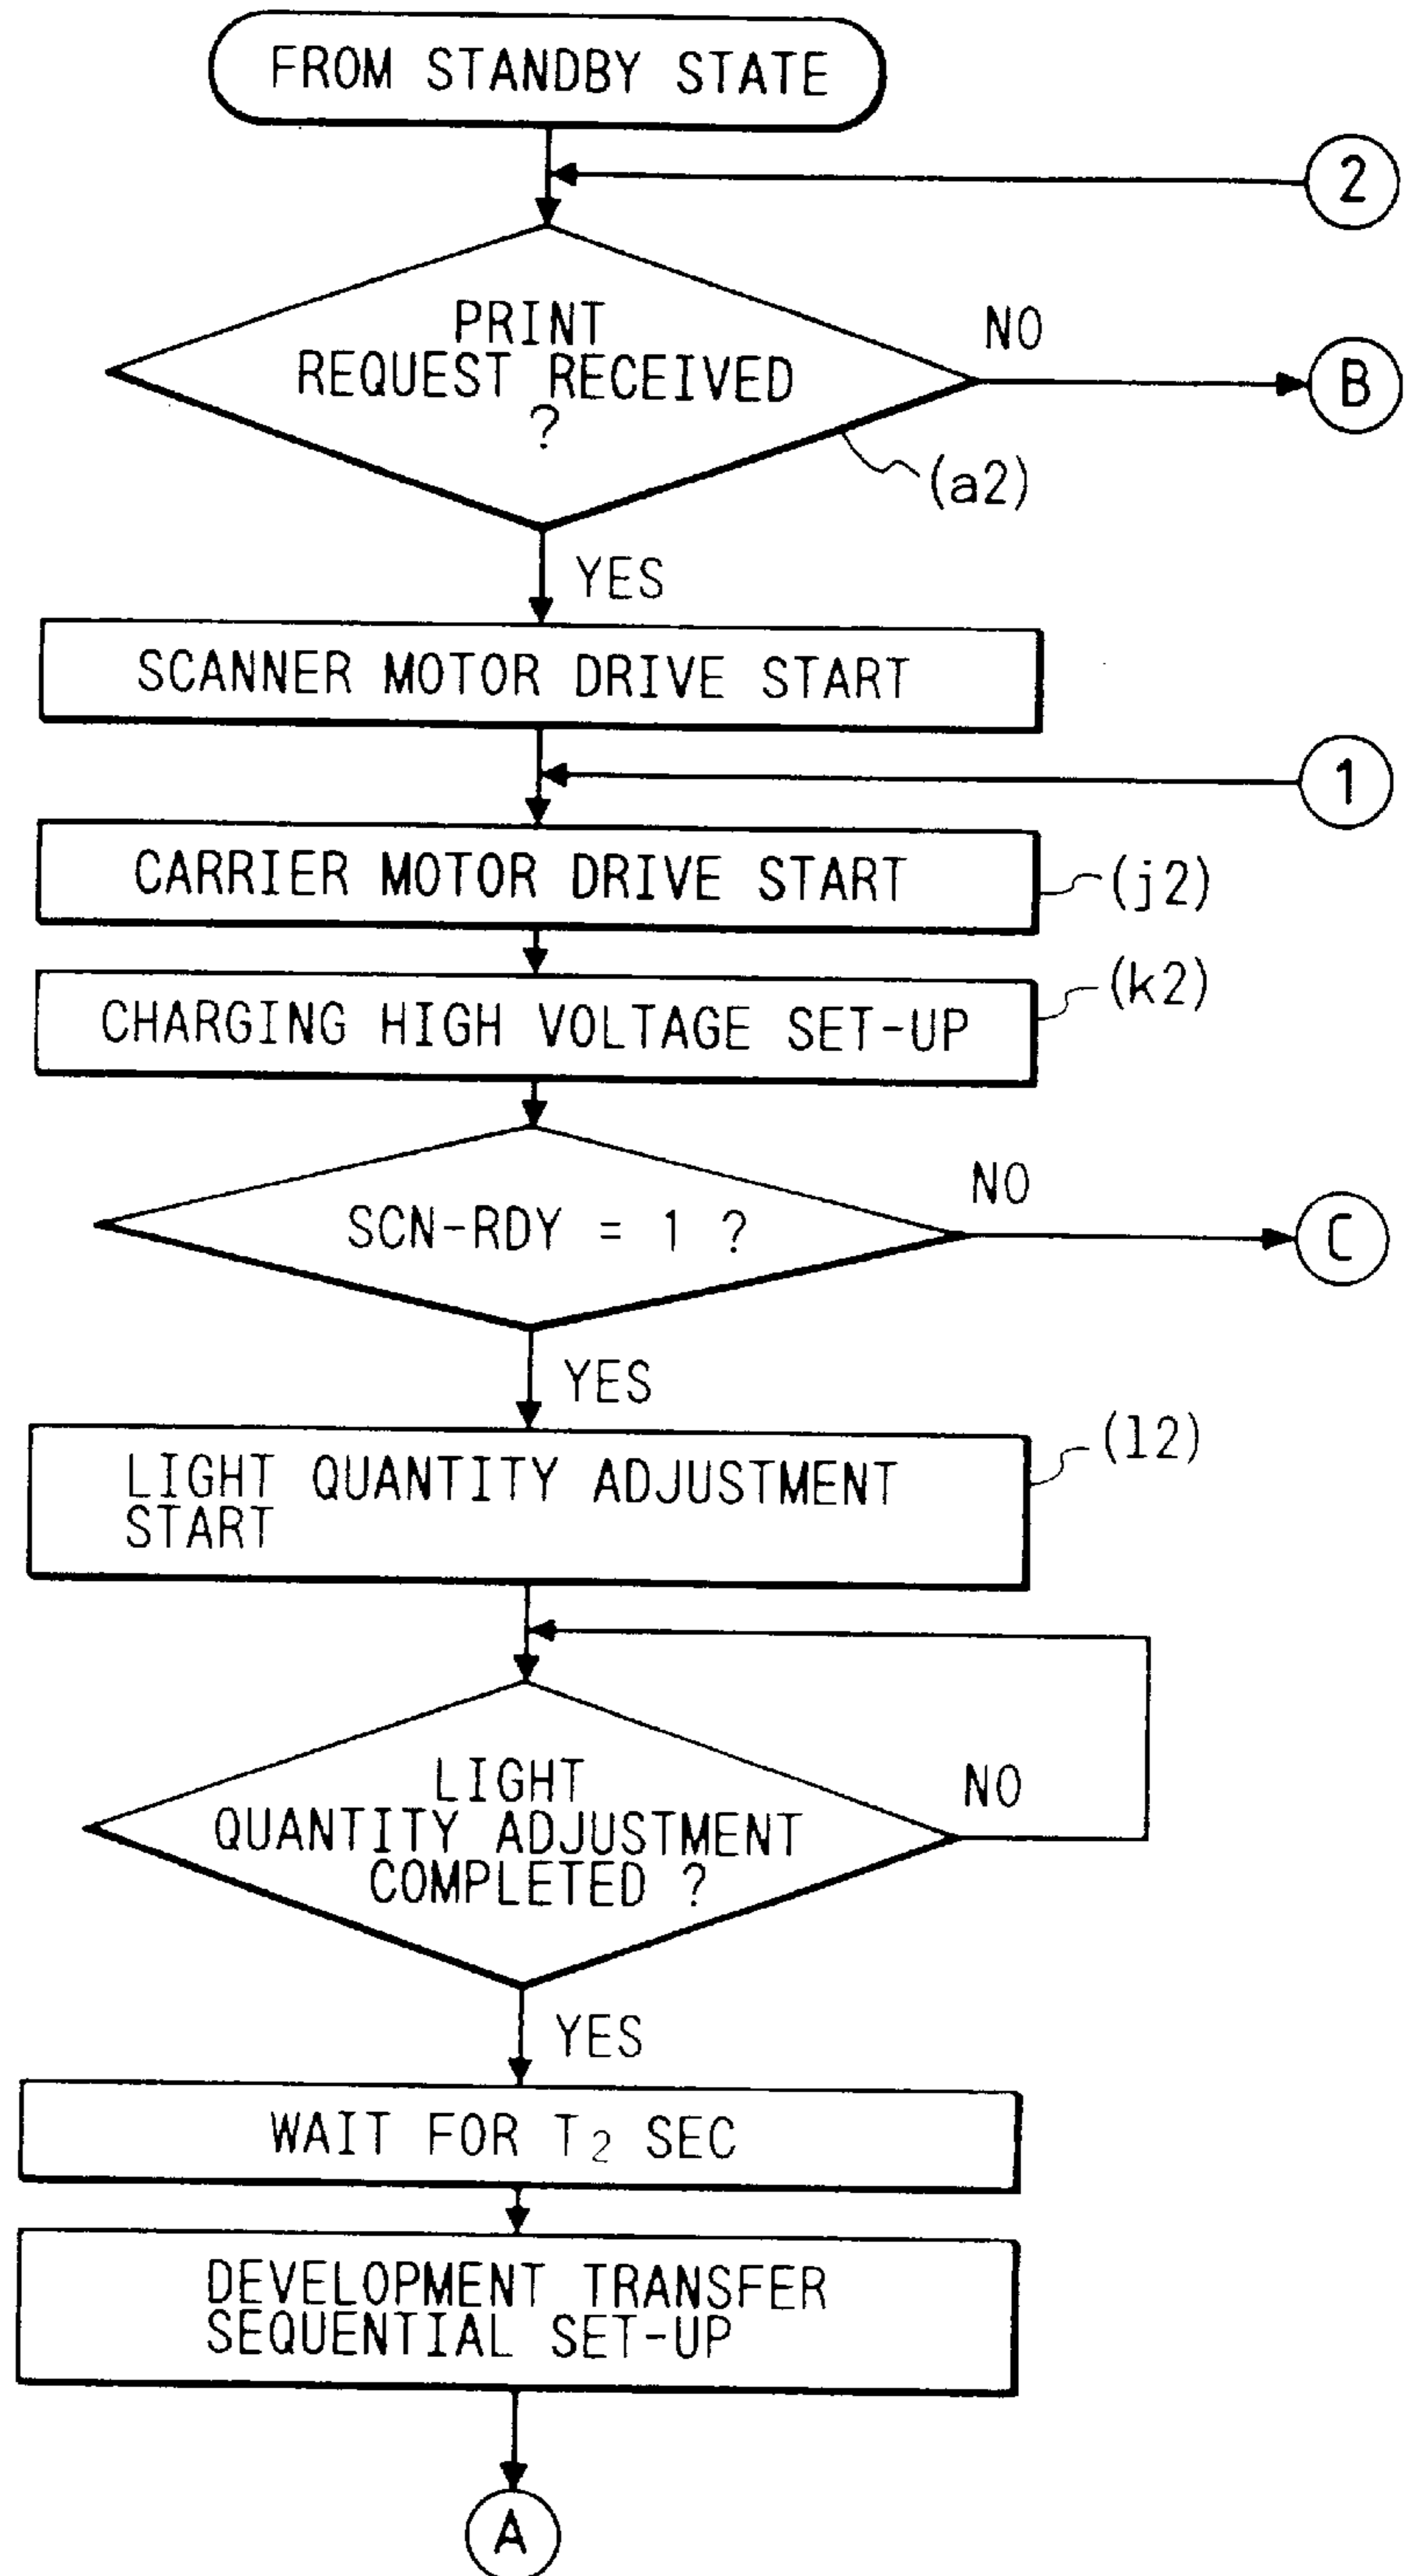 FROM STANDBY STATE
2
PRINT
REQUEST RECEIVED
?
NO
B
(a2)
YES
SCANNER MOTOR DRIVE START
1
CARRIER MOTOR DRIVE START
(j2)
CHARGING HIGH VOLTAGE SET-UP
(k2)
SCN-RDY = 1 ?
NO
C
YES
LIGHT QUANTITY ADJUSTMENT
START
(l2)
LIGHT
QUANTITY ADJUSTMENT
COMPLETED ?
NO
YES
WAIT FOR T₂ SEC
DEVELOPMENT TRANSFER
SEQUENTIAL SET-UP
A